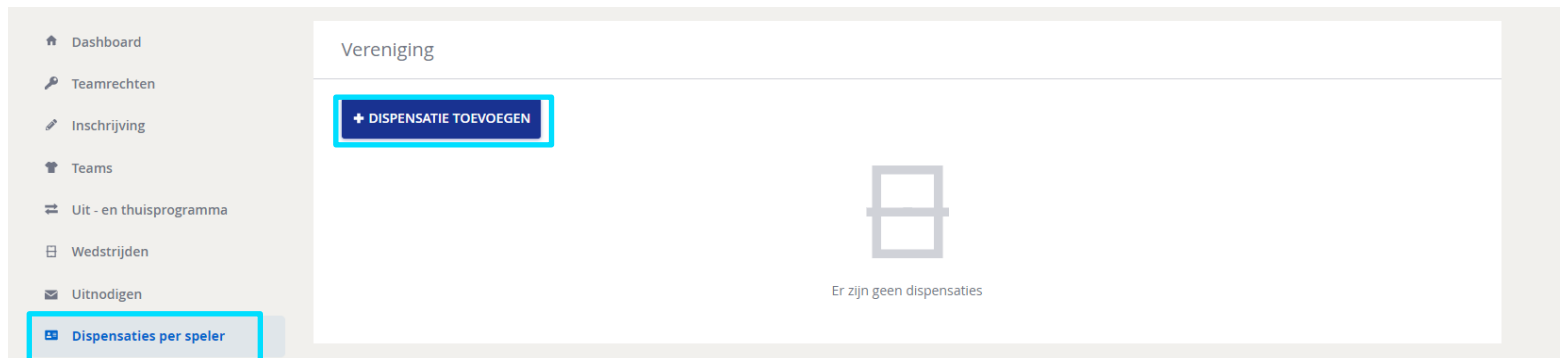 Dashboard
Teamrechten
Inschrijving
Teams
Uit - en thuisprogramma
Wedstrijden
Uitnodigen
Dispensaties per speler
Vereniging
+ DISPENSATIE TOEVOEGEN
Er zijn geen dispensaties